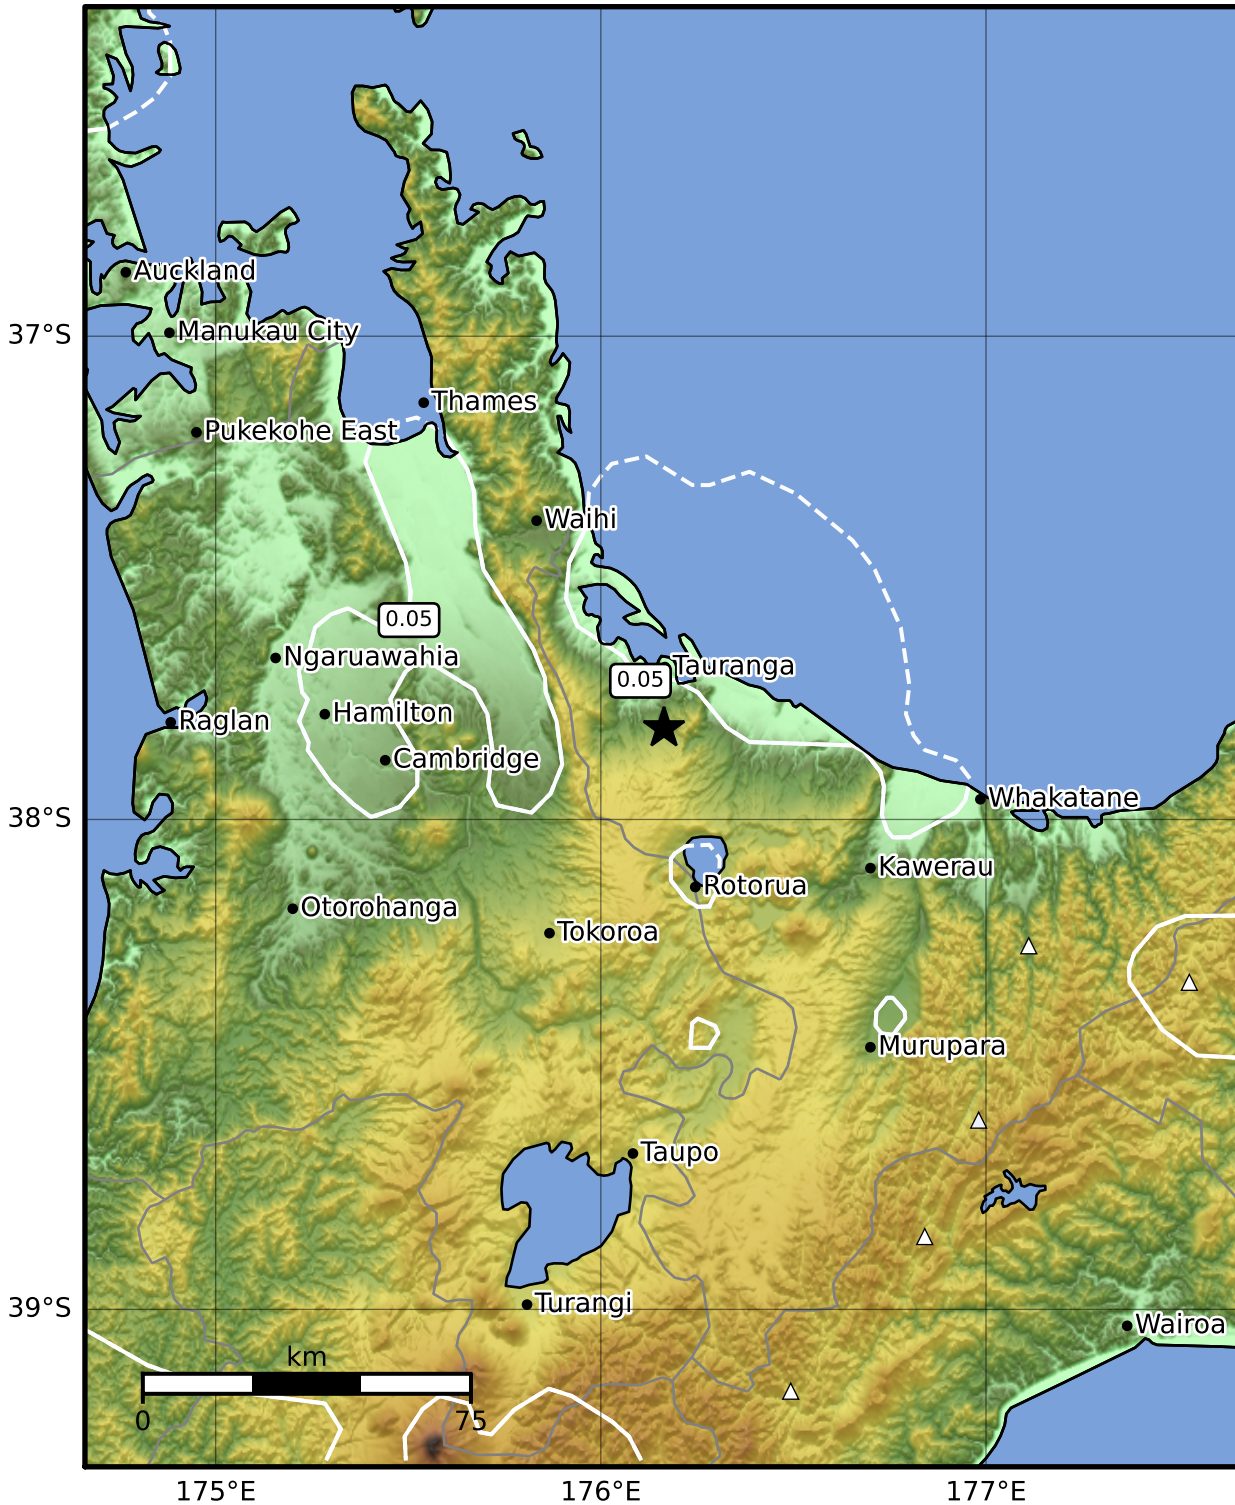 Auckland
Manukau City
37°S
Thames
Pukekohe East
Waihi
0.05
Ngaruawahia
Tauranga
0.05
Raglan
Hamilton
Cambridge
Whakatane
38°S
Kawerau
Rotorua
Otorohanga
Tokoroa
Murupara
Taupo
Turangi
39°S
Wairoa
km
0
75
175°E
176°E
177°E